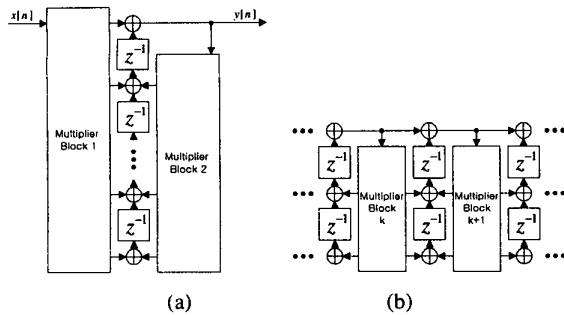 x[n]
y[n]
z⁻¹
z⁻¹
z⁻¹
Multiplier
Block 1
Multiplier
Block 2
(a)
z⁻¹
z⁻¹
z⁻¹
z⁻¹
z⁻¹
z⁻¹
Multiplier
Block
k
Multiplier
Block
k+1
(b)